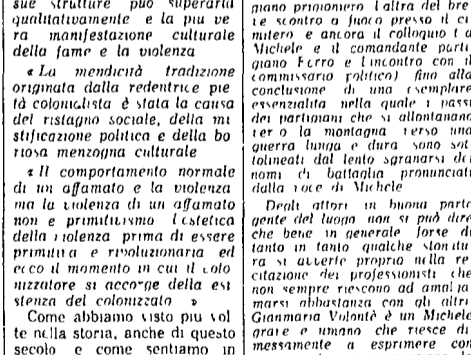 sue strutture può superarla
qualitativamente e la piu ve
ra manifestazione culturale
della fame e la violenza
« La mendicità tradizione
originata dalla redentrice pie
tà colonialista è stata la causa
del ristagno sociale, della mi
stificazione politica e della bo
riosa menzogna culturale
« Il comportamento normale
di un affamato e la violenza
ma la violenza di un affamato
non e primitivismo l estetica
della violenza prima di essere
primitiva e rivoluzionaria ed
ecco il momento in cui il colo
nizzatore si accorge della esi
stenza del colonizzato »
Come abbiamo visto piu vol
te nella storia, anche di questo
secolo e come sentiamo in
giano prigioniero l altra del bre
ve scontro a fuoco presso il ci
mitero e ancora il colloquio t a
Michele e il comandante parti
giano Ferro e l incontro con il
commissario politico) fino alla
conclusione di una esemplare
essenzialità nella quale i passi
dei partigiani che si allontanano
verso la montagna verso una
guerra lunga e dura sono sot
tolineati dal lento sgranarsi dei
nomi di battaglia pronunciati
dalla voce di Michele
Degli attori in buona parte
gente del luogo non si può dire
che bene in generale forse di
tanto in tanto qualche
ra si avverte proprio nella re
citazione dei professionisti che
non sempre riescono ad amalga
marsi abbastanza con gli altri
Gianmaria Volonté è un Michele
grave e umano che riesce di
messamente a esprimere con